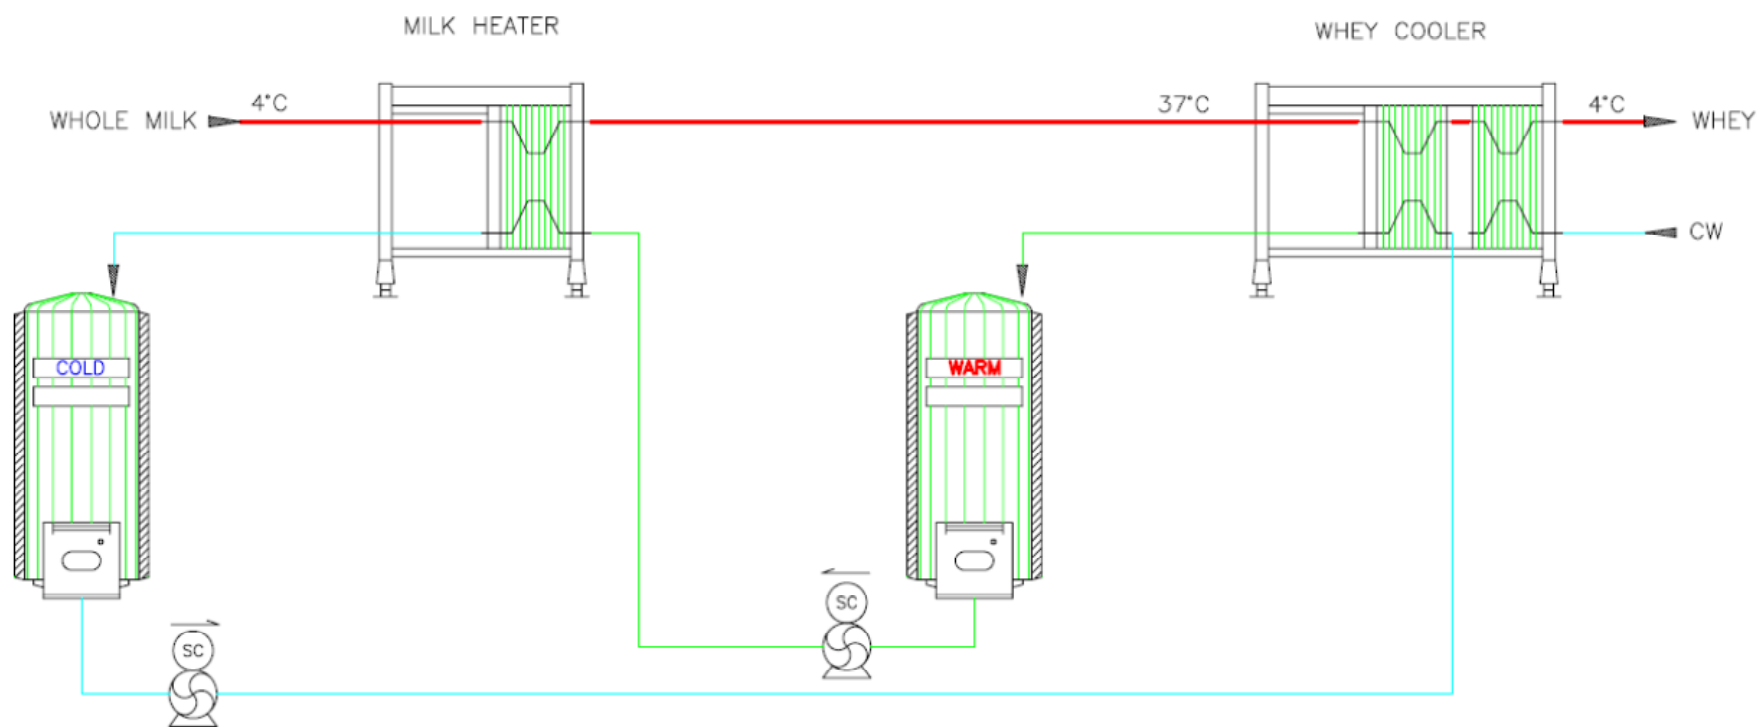 MILK HEATER
WHEY COOLER
4°C
37°C
4°C
WHOLE MILK
WHEY
CW
COLD
WARM
SC
SC